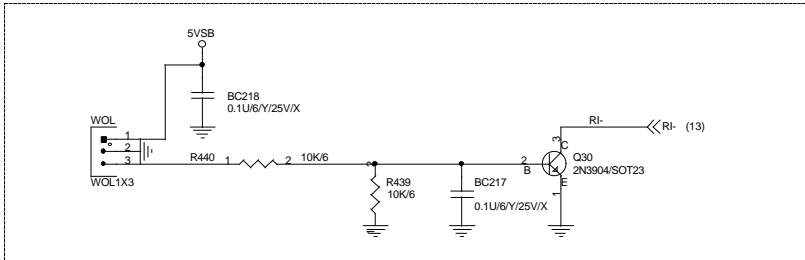 5VSB
BC218
0.1U/6/Y/25V/X
WOL
1
2
3
WOL1X3
R440
1
2
10K/6
R439
10K/6
BC217
0.1U/6/Y/25V/X
2
B
3
C
E
1
Q30
2N3904/SOT23
RI-
RI- (13)